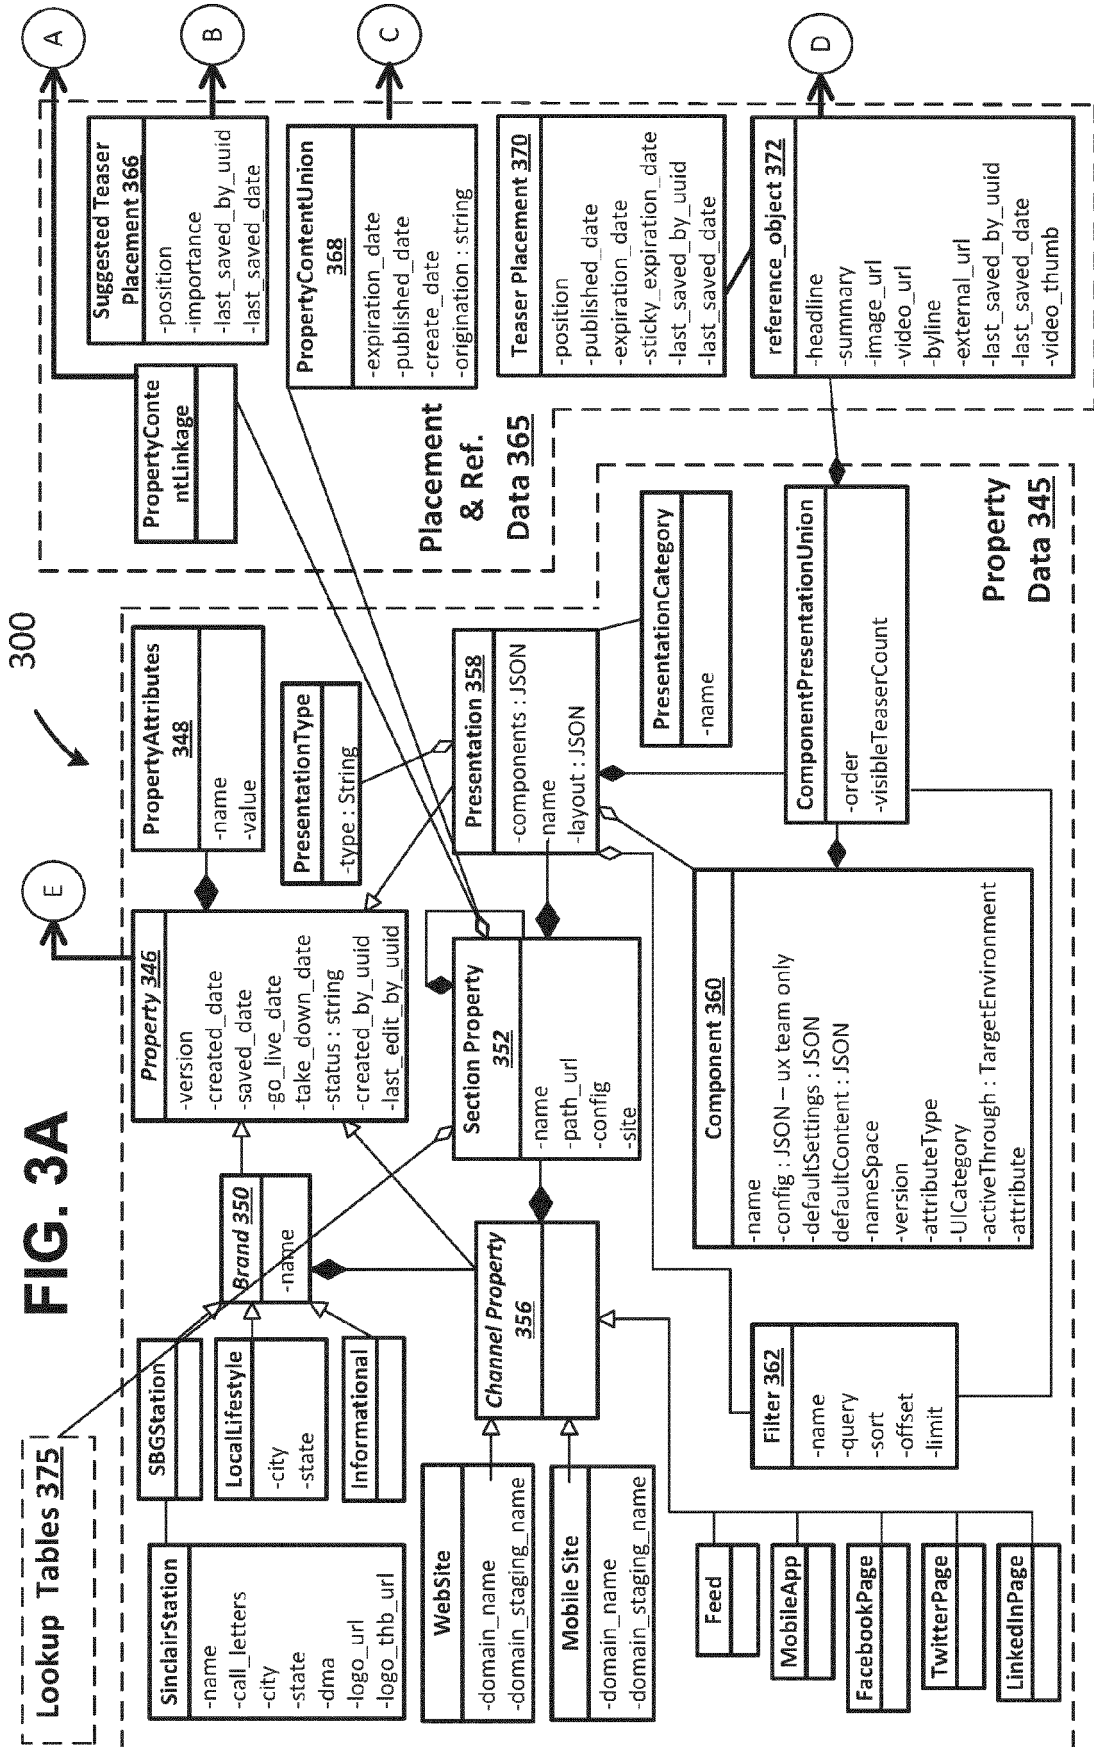 FIG. 3A
300
Lookup Tables 375
E
A
B
C
D
SinclairStation
-name
-call_letters
-city
-state
-dma
-logo_url
-logo_thb_url
SBGStation
LocalLifestyle
-city
-state
Informational
Brand 350
-name
Property 346
-version
-created_date
-saved_date
-go_live_date
-take_down_date
-status : string
-created_by_uuid
-last_edit_by_uuid
PropertyAttributes
348
-name
-value
PresentationType
-type : String
WebSite
-domain_name
-domain_staging_name
Mobile Site
-domain_name
-domain_staging_name
Channel Property
356
Section Property
352
-name
-path_url
-config
-site
Presentation 358
-components : JSON
name
-layout : JSON
PresentationCategory
-name
Feed
MobileApp
FacebookPage
TwitterPage
LinkedInPage
Filter 362
-name
-query
-sort
-offset
-limit
Component 360
-name
-config : JSON – ux team only
-defaultSettings : JSON
defaultContent : JSON
-nameSpace
-version
-attributeType
-UICategory
-activeThrough : TargetEnvironment
-attribute
ComponentPresentationUnion
-order
-visibleTeaserCount
Property
Data 345
PropertyConte
ntLinkage
Suggested Teaser
Placement 366
-position
-importance
-last_saved_by_uuid
-last_saved_date
PropertyContentUnion
368
-expiration_date
-published_date
-create_date
-origination : string
Placement
& Ref.
Data 365
Teaser Placement 370
-position
-published_date
-expiration_date
-sticky_expiration_date
-last_saved_by_uuid
-last_saved_date
reference_object 372
-headline
-summary
-image_url
-video_url
-byline
-external_url
-last_saved_by_uuid
-last_saved_date
-video_thumb